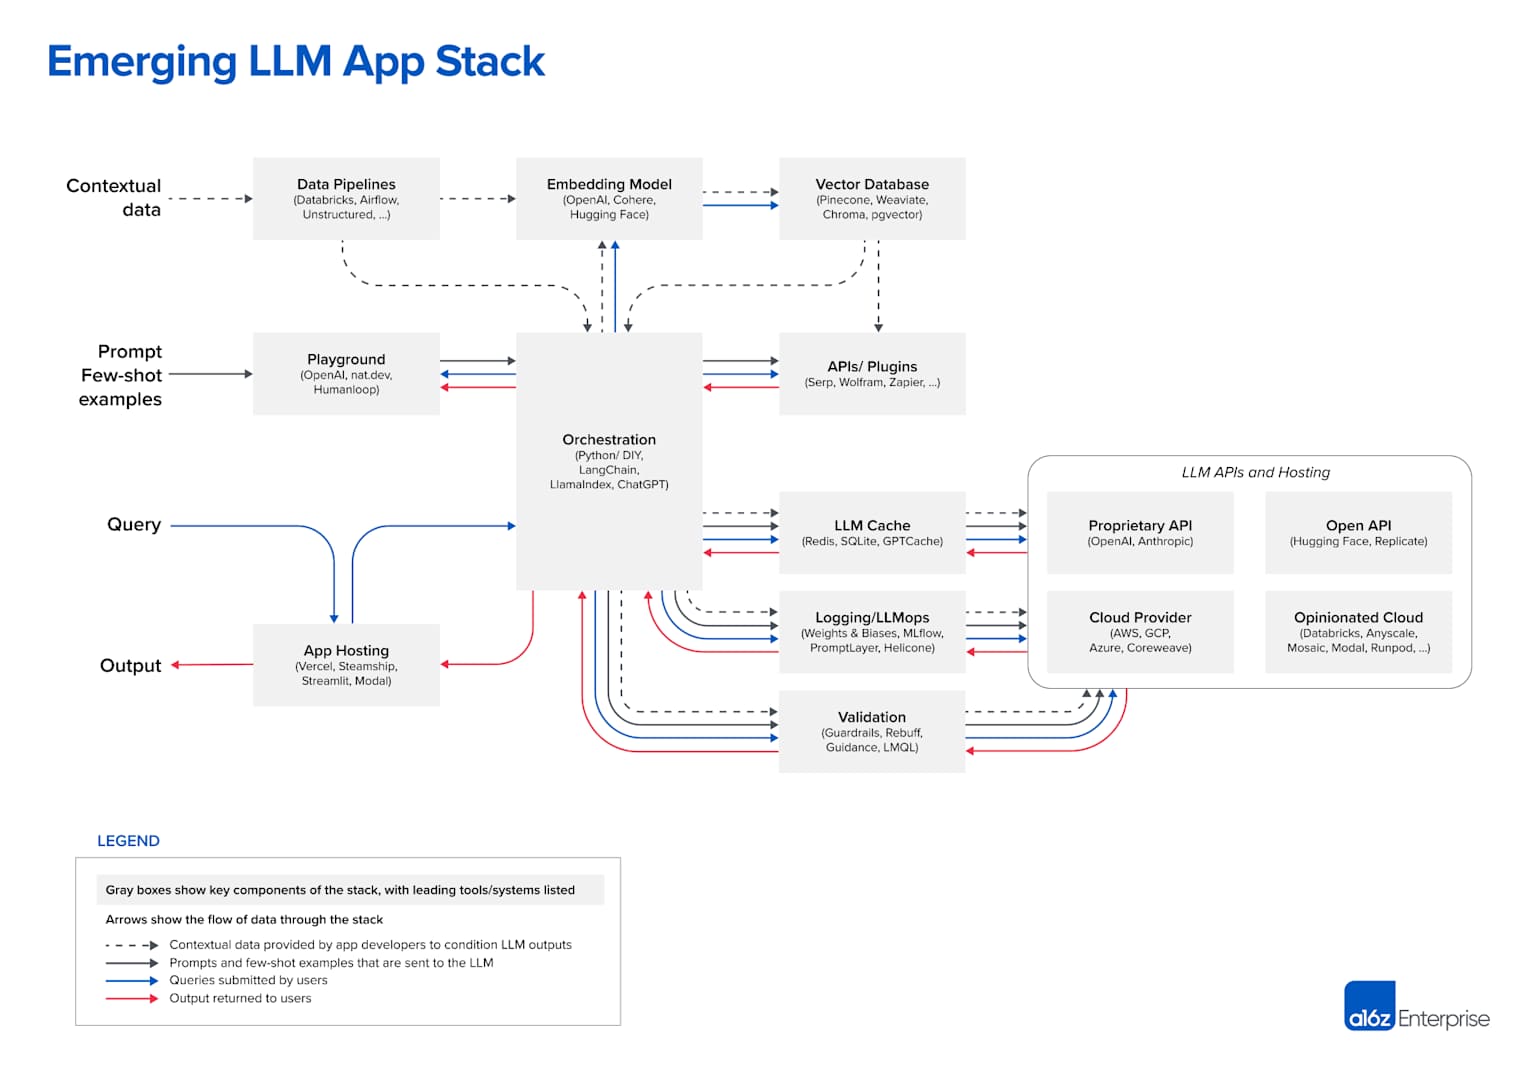 Emerging LLM App Stack
Contextual
data
Data Pipelines
(Databricks, Airflow,
Unstructured, ...)
Embedding Model
(OpenAI, Cohere,
Hugging Face)
Vector Database
(Pinecone, Weaviate,
Chroma, pgvector)
Prompt
Few-shot
examples
Playground
(OpenAI, nat.dev,
Humanloop)
Orchestration
(Python/ DIY,
LangChain,
LlamaIndex, ChatGPT)
APIs/ Plugins
(Serp, Wolfram, Zapier, ...)
Query
Output
App Hosting
(Vercel, Steamship,
Streamlit, Modal)
LLM Cache
(Redis, SQLite, GPTCache)
Logging/LLMops
(Weights & Biases, MLflow,
PromptLayer, Helicone)
Validation
(Guardrails, Rebuff,
Guidance, LMQL)
LLM APIs and Hosting
Proprietary API
(OpenAI, Anthropic)
Open API
(Hugging Face, Replicate)
Cloud Provider
(AWS, GCP,
Azure, Coreweave)
Opinionated Cloud
(Databricks, Anyscale,
Mosaic, Modal, Runpod, ...)
LEGEND
Gray boxes show key components of the stack, with leading tools/systems listed
Arrows show the flow of data through the stack
Contextual data provided by app developers to condition LLM outputs
Prompts and few-shot examples that are sent to the LLM
Queries submitted by users
Output returned to users
a16z Enterprise